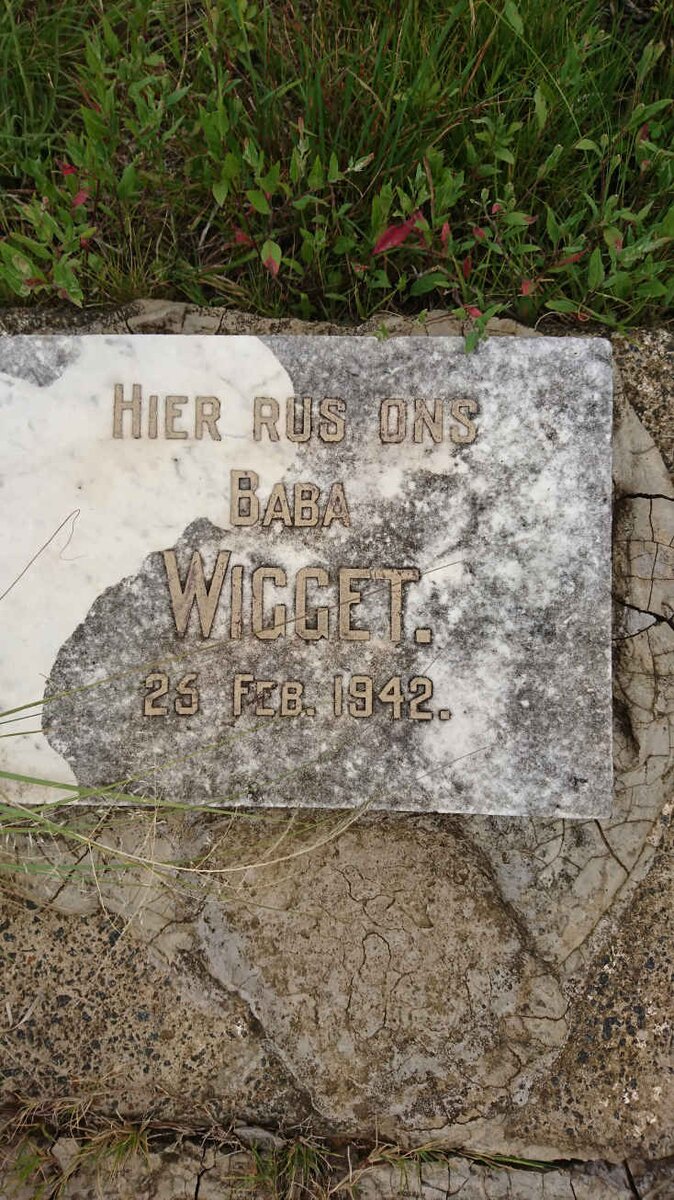 HIER RUS ONS
BABA
WIGGET.
25 FEB. 1942.